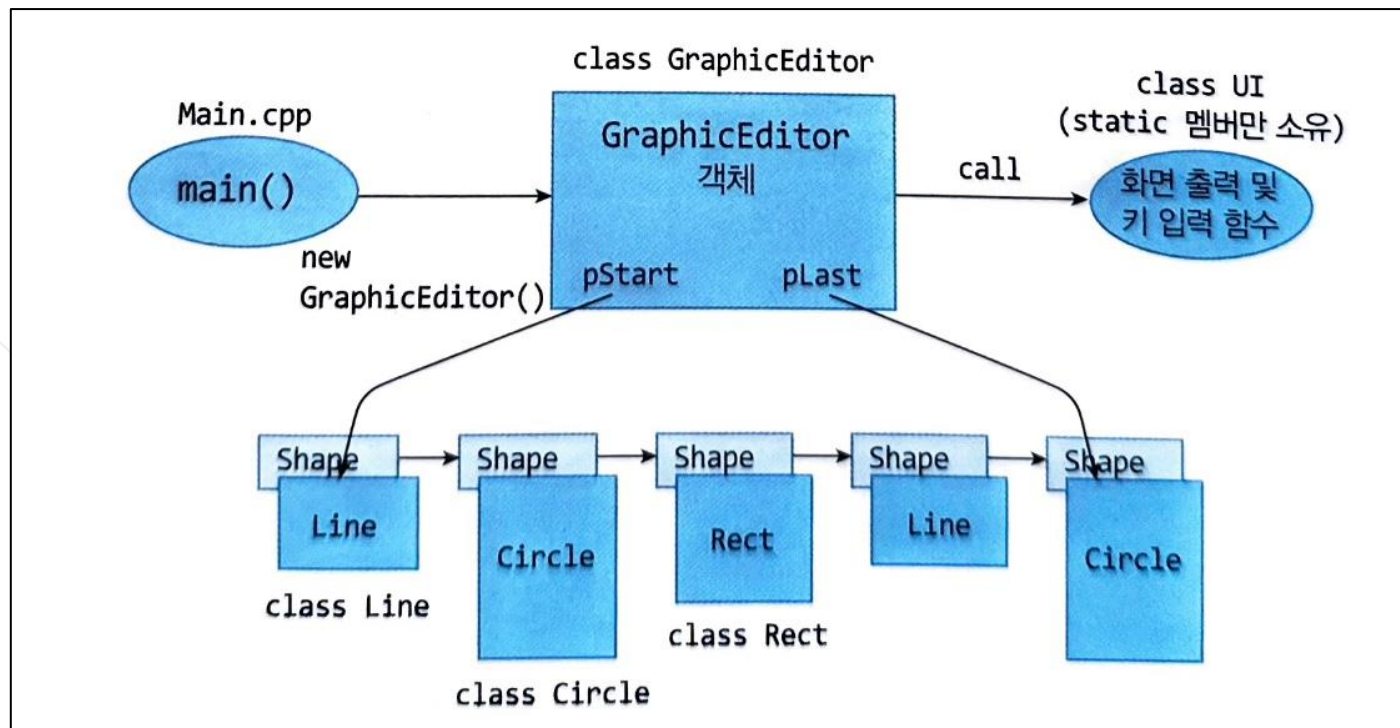 class GraphicEditor
Main.cpp
main()
new
GraphicEditor()
GraphicEditor
객체
pStart
pLast
call
class UI
(static 멤버만 소유)
화면 출력 및
키 입력 함수
Shape
Line
class Line
Shape
Circle
class Circle
Shape
Rect
class Rect
Shape
Line
Shape
Circle